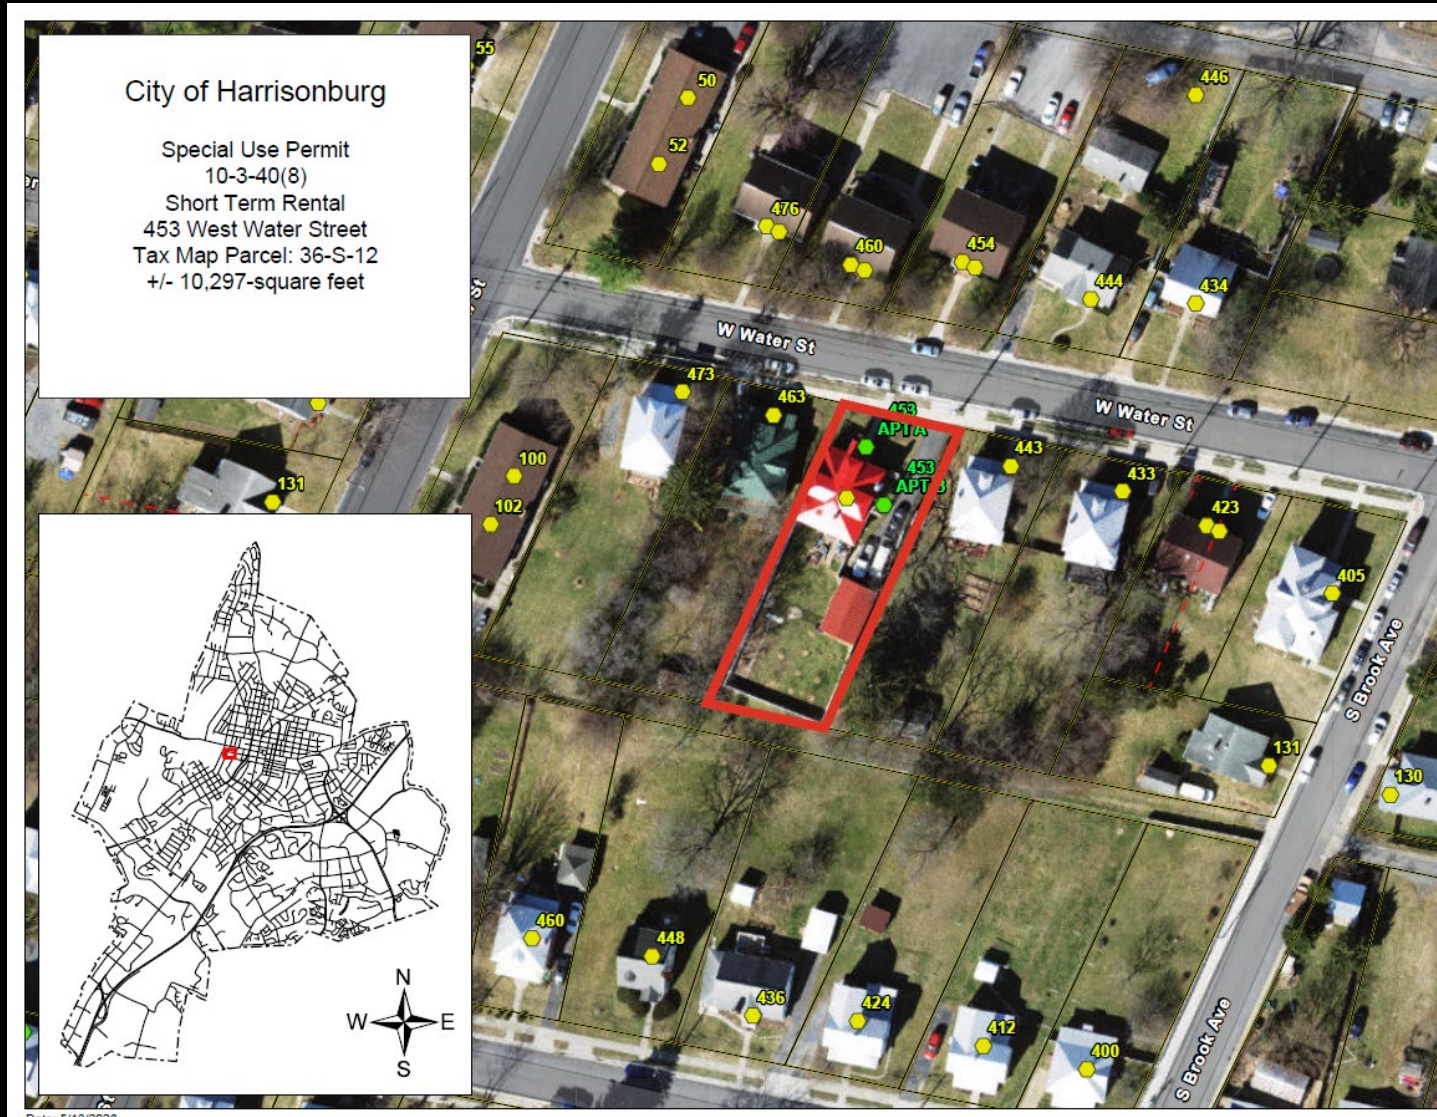 City of Harrisonburg
Special Use Permit
10-3-40(8)
Short Term Rental
453 West Water Street
Tax Map Parcel: 36-S-12
+/- 10,297-square feet
55
50
52
446
476
460
454
444
434
W Water St
W Water St
St
473
463
453
APT A
453
APT B
443
433
423
405
100
102
131
S Brook Ave
131
130
460
448
436
424
412
400
S Brook Ave
St
N
W E
S